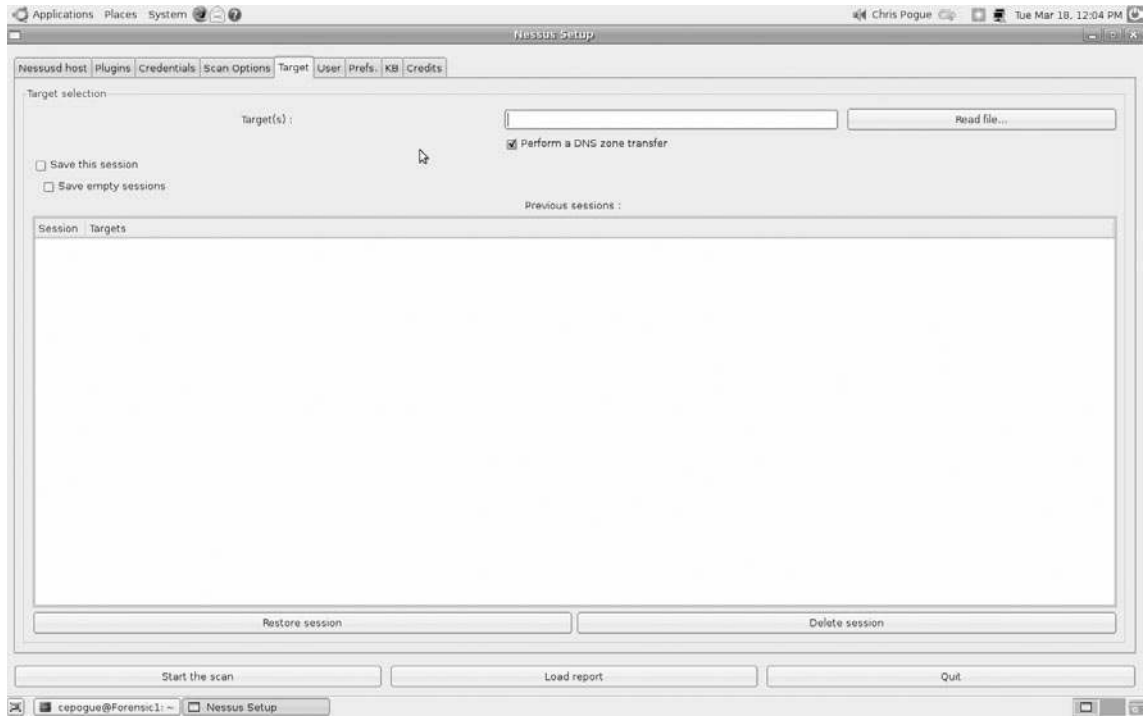 Applications Places System Chris Pogue Tue Mar 18, 12:04 PM
Nessus Setup
Nessusd host Plugins Credentials Scan Options Target User Prefs. KB Credits
Target selection
Target(s) : Read file...
Perform a DNS zone transfer
Save this session
Save empty sessions
Previous sessions :
Session Targets
Restore session Delete session
Start the scan Load report Quit
cepogue@Forensic1: ~ Nessus Setup